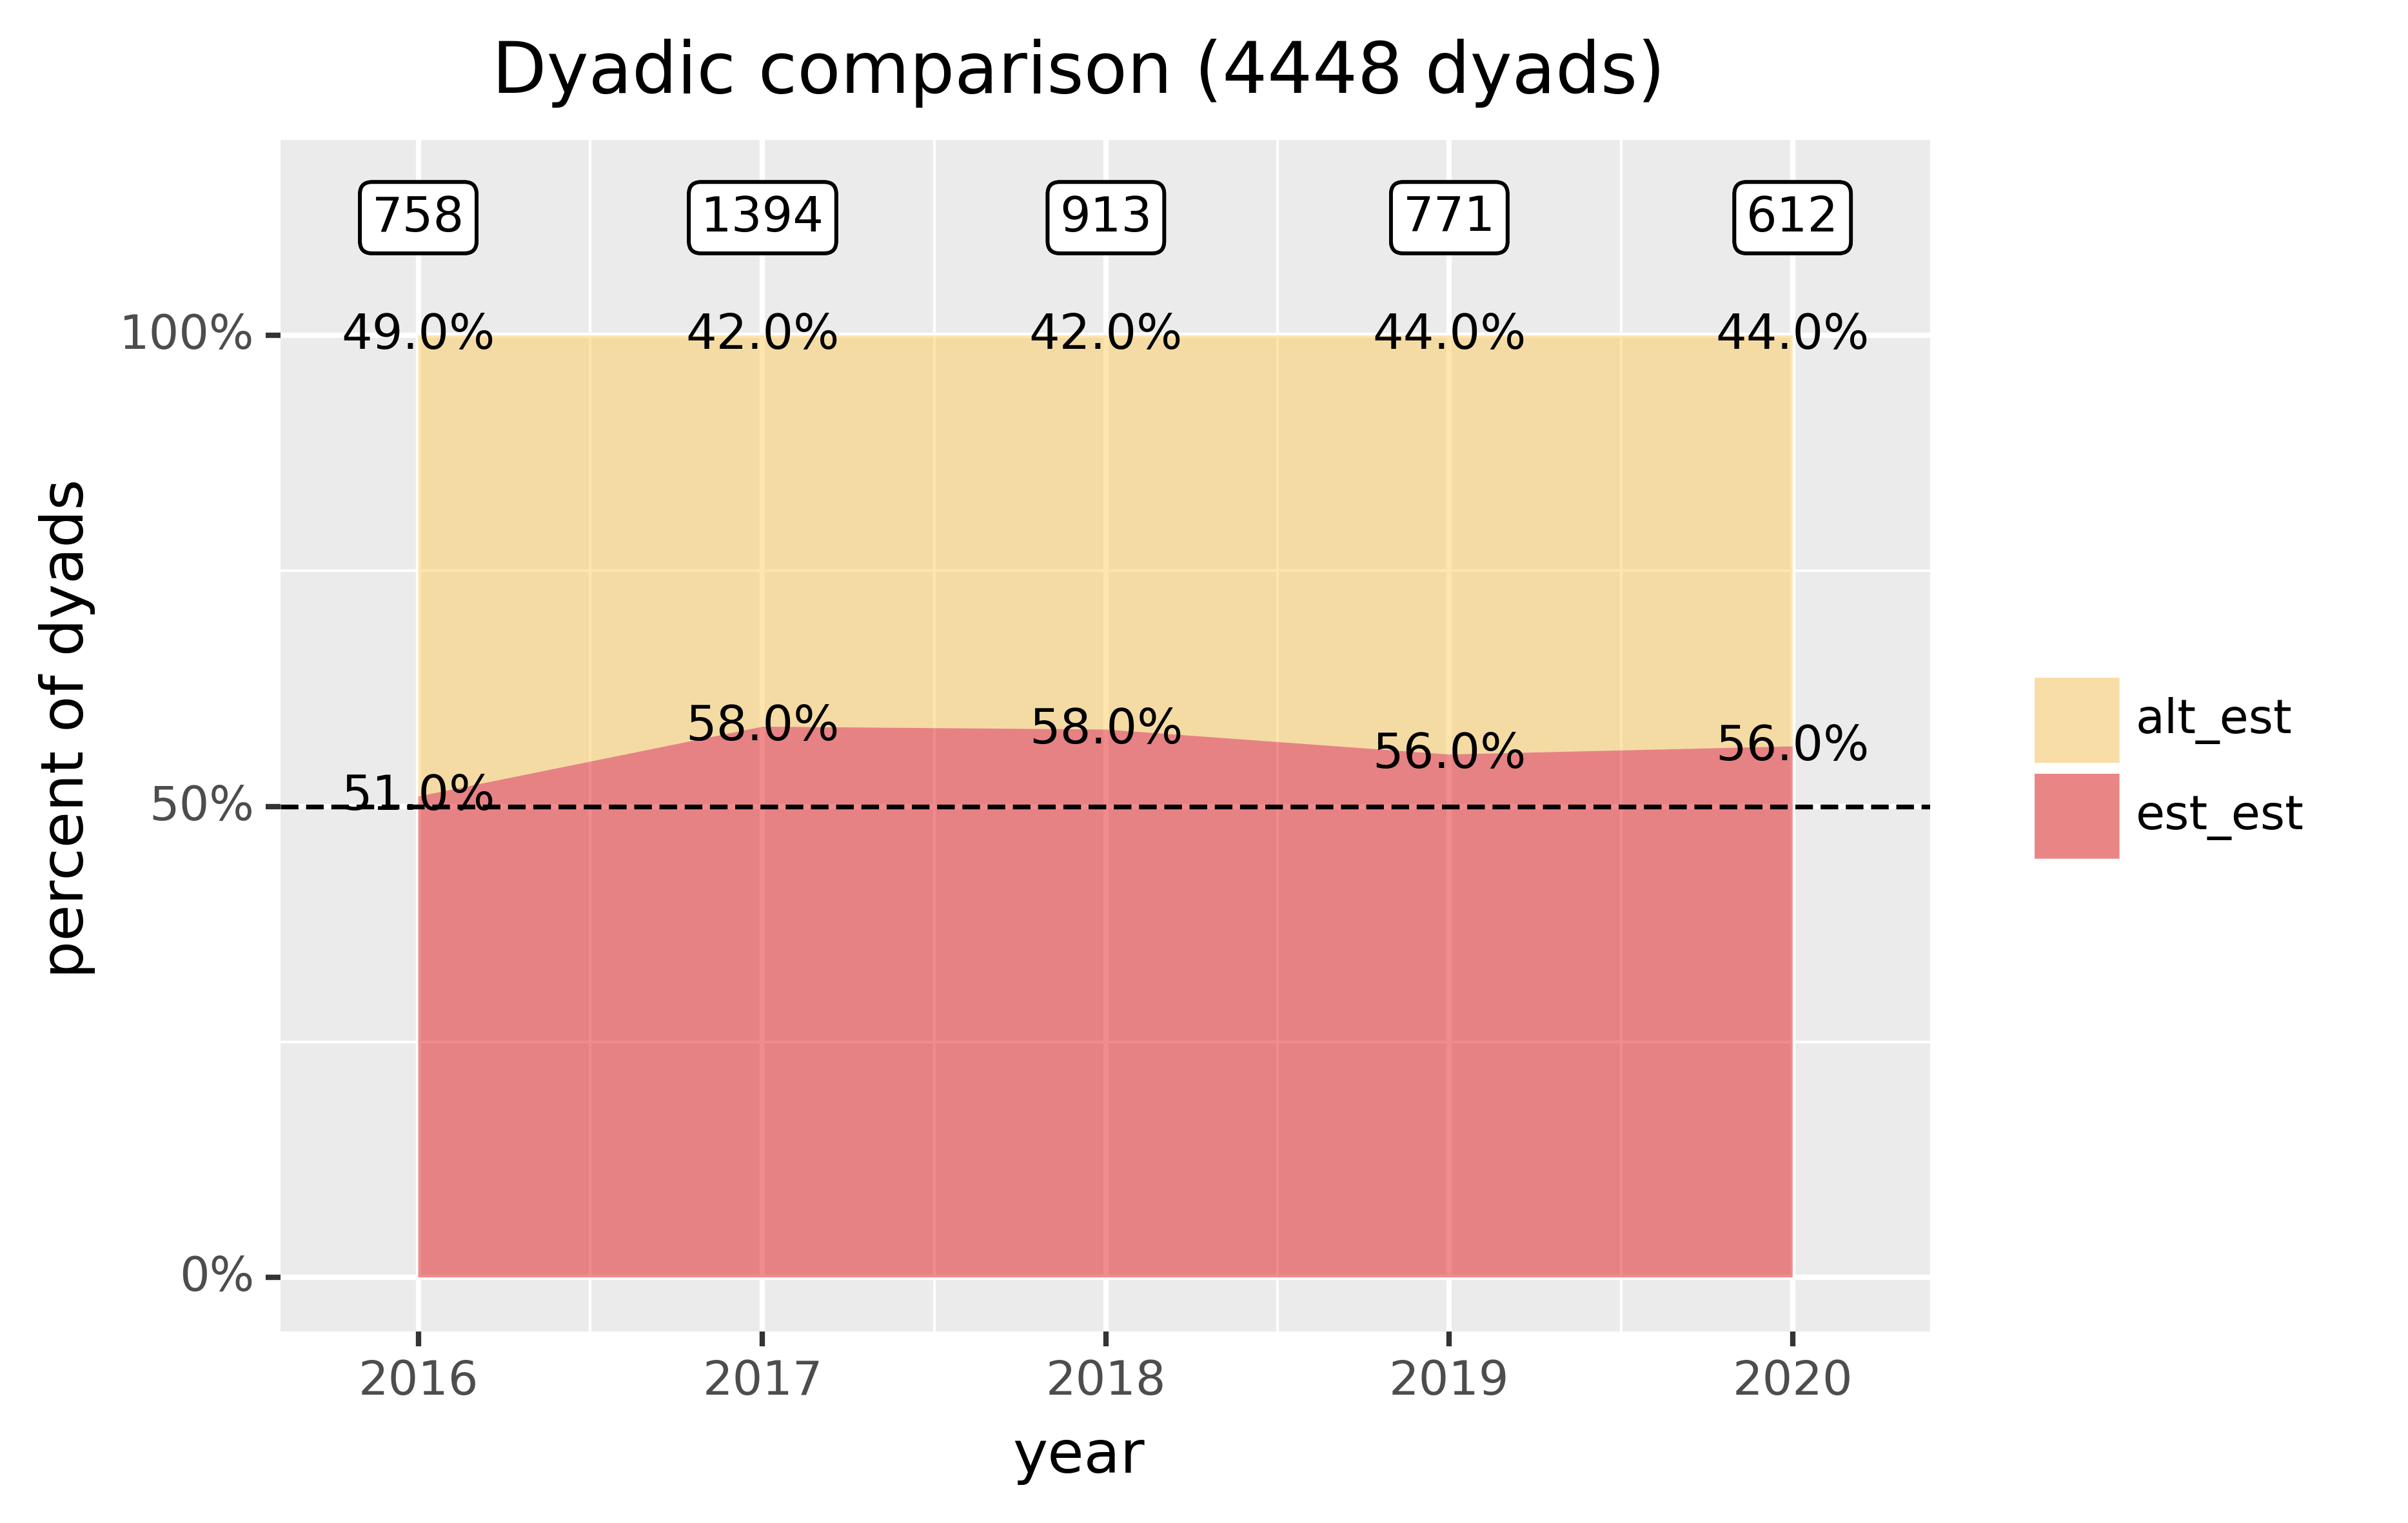 Dyadic comparison (4448 dyads)
758 1394 913 771 612
100% 49.0% 42.0% 42.0% 44.0% 44.0%
percent of dyads
58.0% 58.0% 56.0% 56.0%
50% 51.0%
0%
2016 2017 2018 2019 2020
year
alt_est
est_est